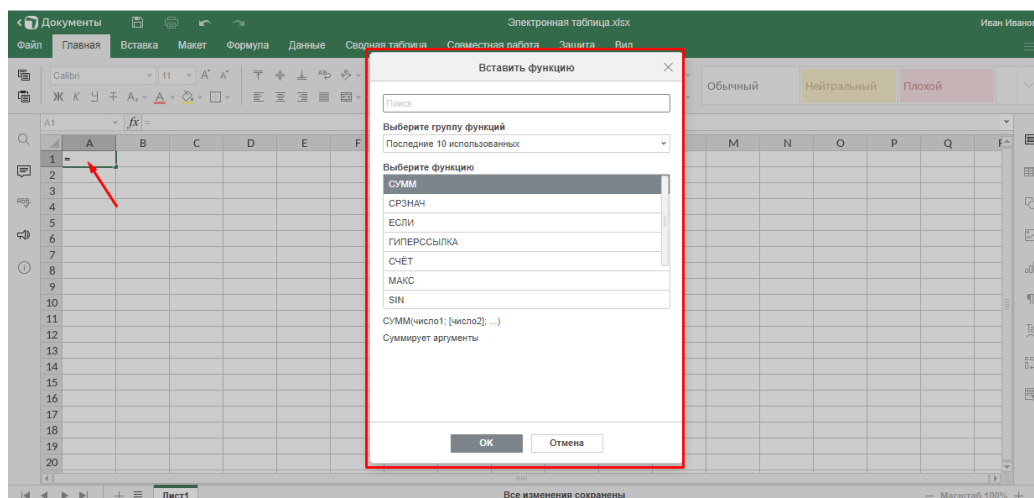 Документы
Электронная таблица.xlsx
Иван Иванов
Файл Главная Вставка Макет Формула Данные Сводная таблица Совместная работа Защита Вид
Calibri 11
Ж К Ч
Обычный Нейтральный Плохой
A1 fx =
A B C D E F M N O P Q
1 =
2
3
4
5
6
7
8
9
10
11
12
13
14
15
16
17
18
19
20
Вставить функцию
Поиск
Выберите группу функций
Последние 10 использованных
Выберите функцию
СУММ
СРЗНАЧ
ЕСЛИ
ГИПЕРССЫЛКА
СЧЁТ
МАКС
SIN
СУММ(число1; [число2]; ...)
Суммирует аргументы
OK Отмена
Лист1 Все изменения сохранены Масштаб 100%